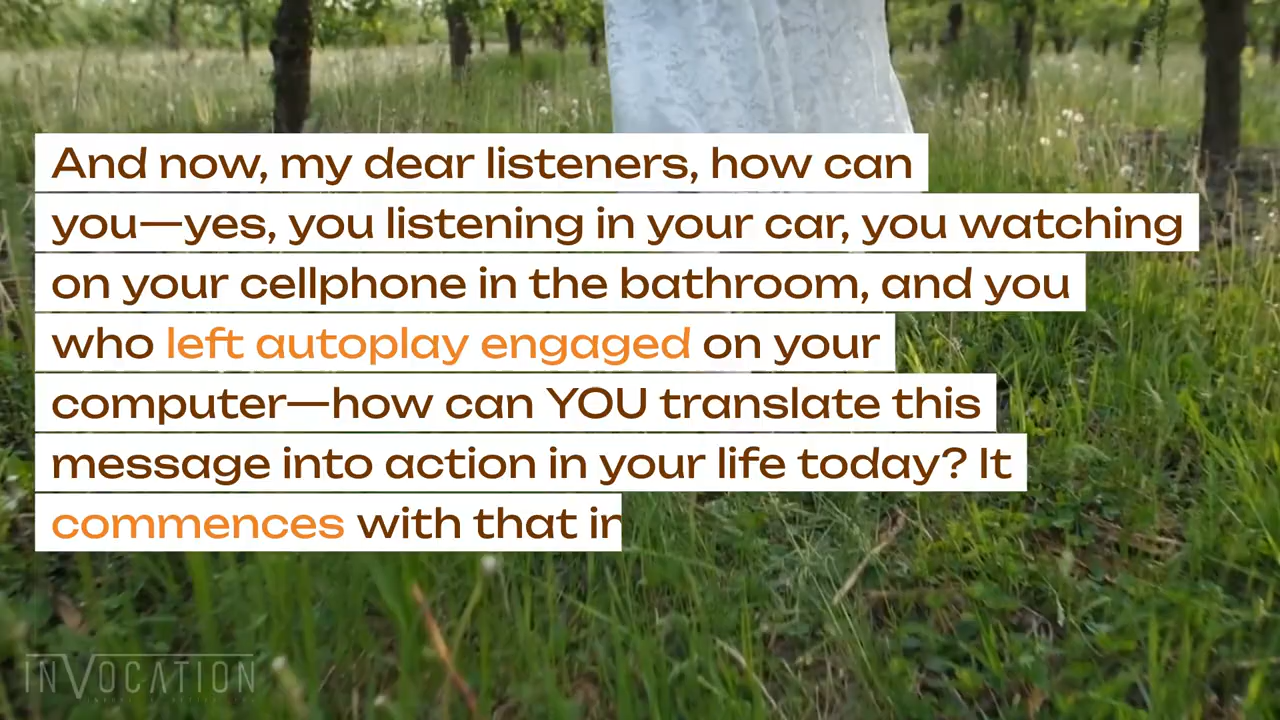 And now, my dear listeners, how can
you—yes, you listening in your car, you watching
on your cellphone in the bathroom, and you
who left autoplay engaged on your
computer—how can YOU translate this
message into action in your life today? It
commences with that in
INVOCATION